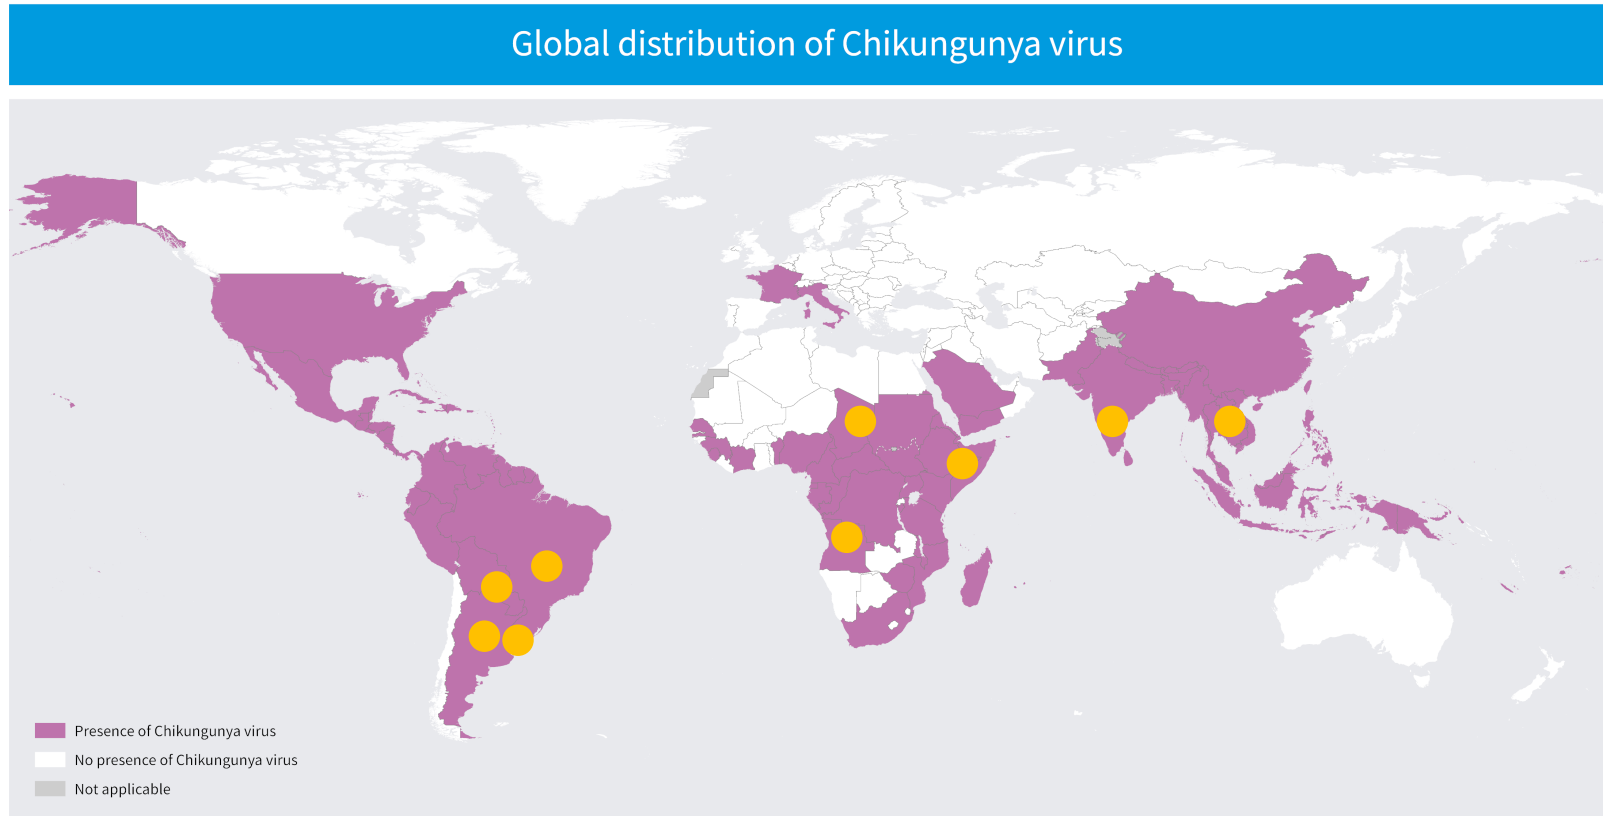 Global distribution of Chikungunya virus
Presence of Chikungunya virus
No presence of Chikungunya virus
Not applicable